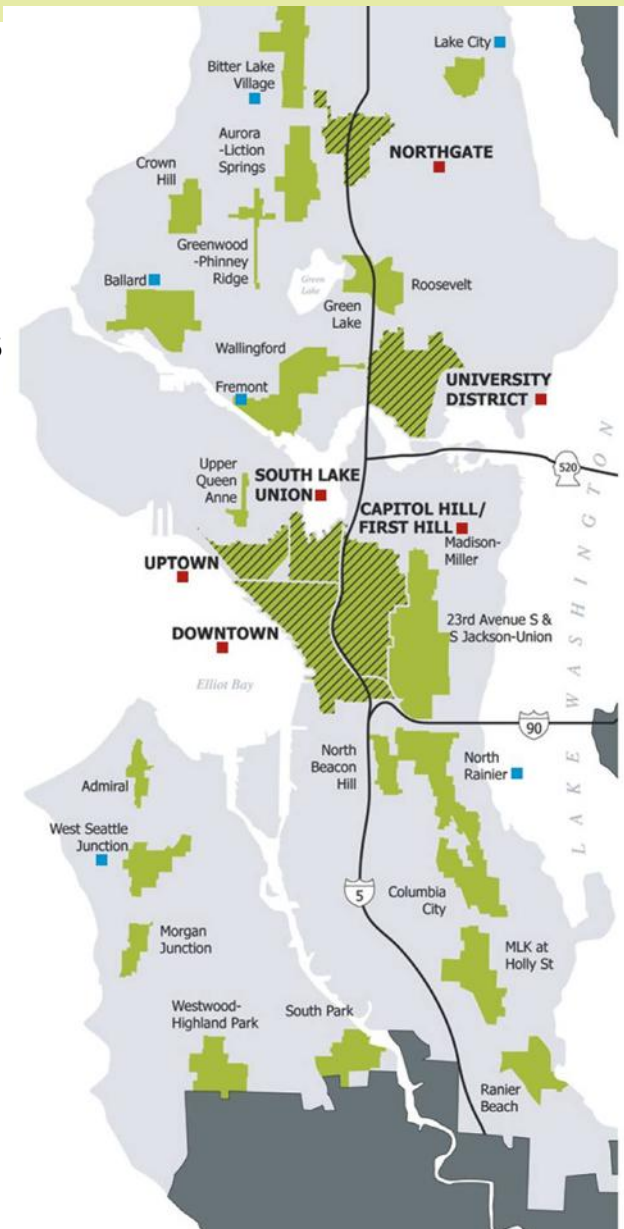 Lake City
Bitter Lake
Village
Aurora
-Liction
Springs
NORTHGATE
Crown
Hill
Greenwood
-Phinney
Ridge
Ballard
Green
Lake
Roosevelt
Green
Lake
Wallingford
Fremont
UNIVERSITY
DISTRICT
520
Upper
Queen
Anne
SOUTH LAKE
UNION
CAPITOL HILL/
FIRST HILL
Madison-
Miller
UPTOWN
23rd Avenue S &
S Jackson-Union
DOWNTOWN
Elliot Bay
LAKE WASHINGTON
90
North
Beacon
Hill
North
Rainier
Admiral
West Seattle
Junction
5
Columbia
City
Morgan
Junction
MLK at
Holly St
Westwood-
Highland Park
South Park
Ranier
Beach